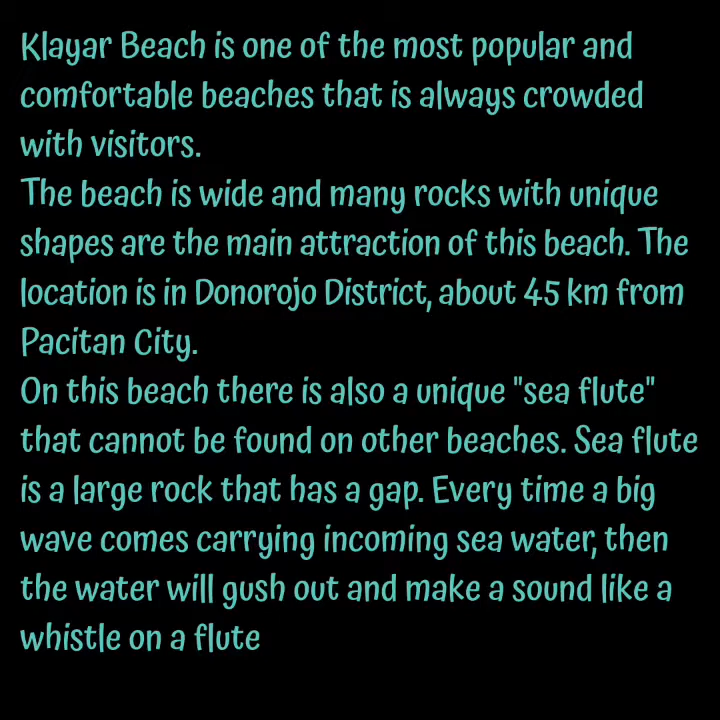 Klayar Beach is one of the most popular and
comfortable beaches that is always crowded
with visitors.
The beach is wide and many rocks with unique
shapes are the main attraction of this beach. The
location is in Donorojo District, about 45 km from
Pacitan City.
On this beach there is also a unique "sea flute"
that cannot be found on other beaches. Sea flute
is a large rock that has a gap. Every time a big
wave comes carrying incoming sea water, then
the water will gush out and make a sound like a
whistle on a flute